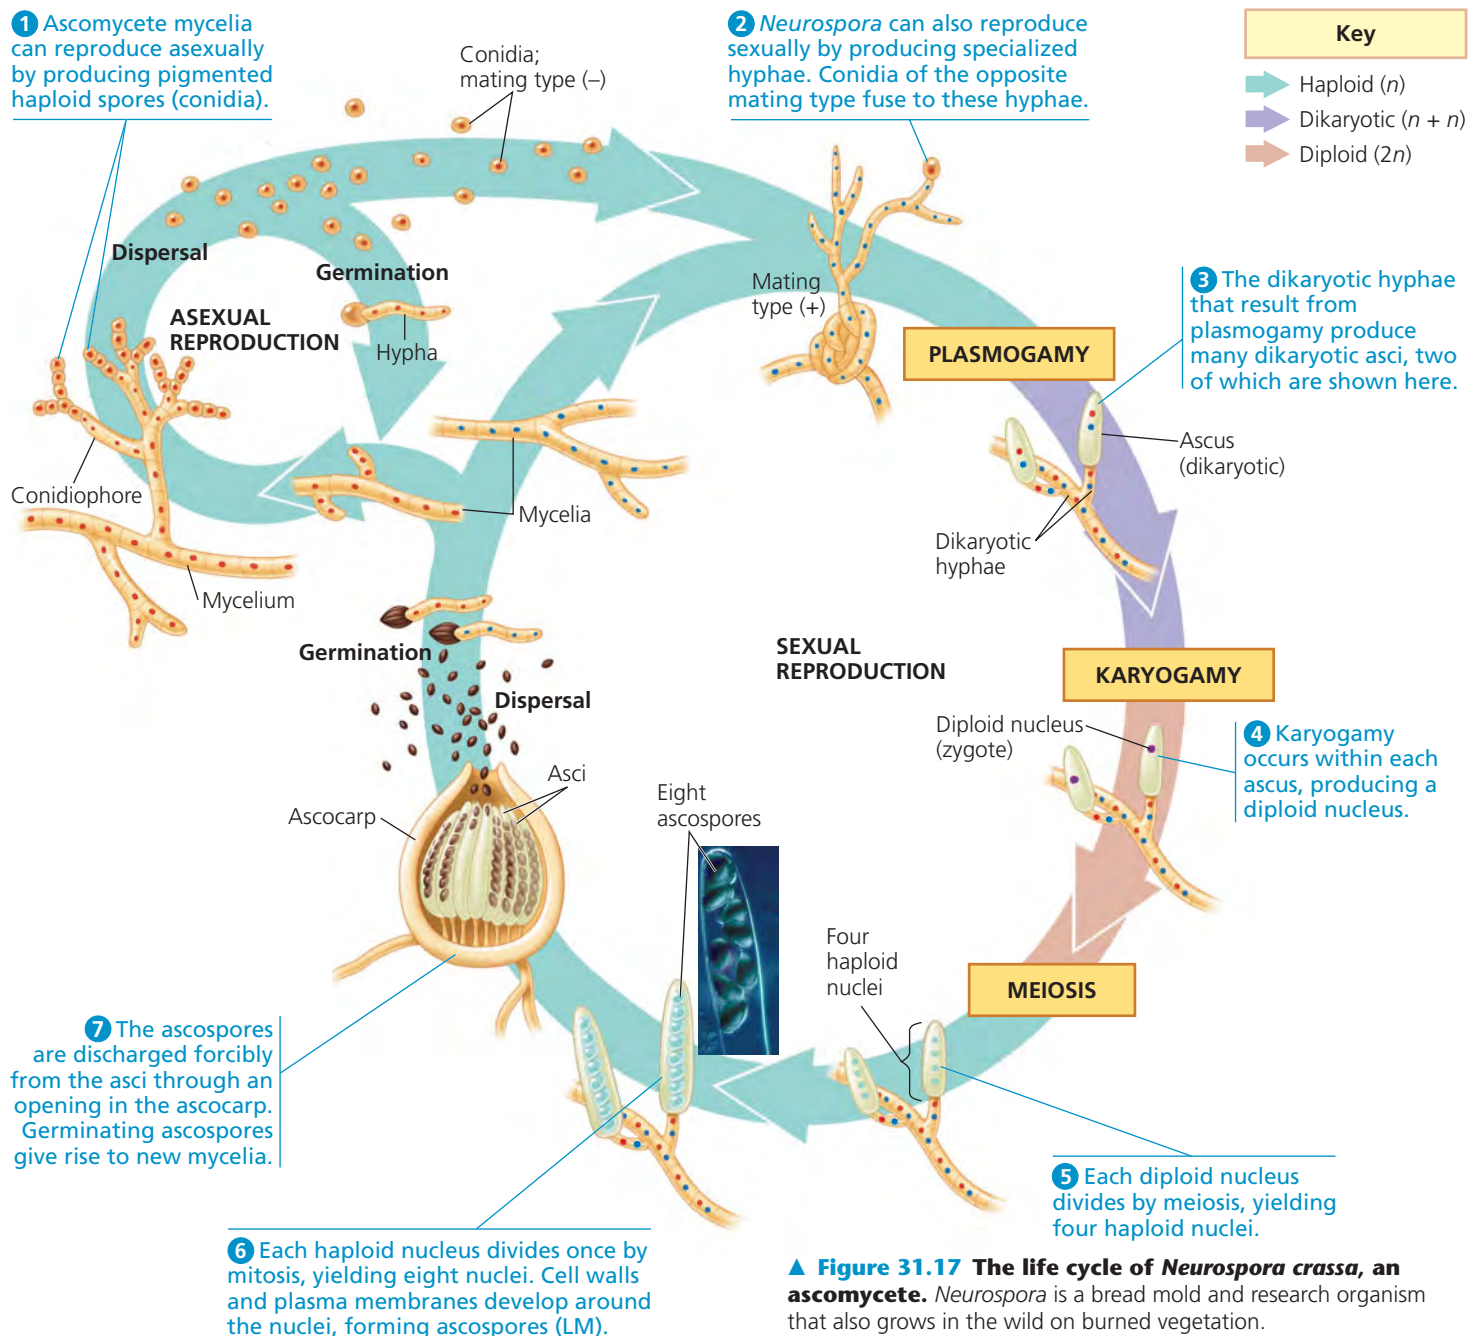 1 Ascomycete mycelia
can reproduce asexually
by producing pigmented
haploid spores (conidia).
Conidia;
mating type (–)
2 Neurospora can also reproduce
sexually by producing specialized
hyphae. Conidia of the opposite
mating type fuse to these hyphae.
Key
Haploid (n)
Dikaryotic (n + n)
Diploid (2n)
Dispersal
Germination
ASEXUAL
REPRODUCTION
Hypha
Mating
type (+)
PLASMOGAMY
3 The dikaryotic hyphae
that result from
plasmogamy produce
many dikaryotic asci, two
of which are shown here.
Ascus
(dikaryotic)
Conidiophore
Mycelia
Mycelium
Dikaryotic
hyphae
Germination
Dispersal
SEXUAL
REPRODUCTION
KARYOGAMY
Diploid nucleus
(zygote)
4 Karyogamy
occurs within each
ascus, producing a
diploid nucleus.
Asci
Ascocarp
Eight
ascospores
Four
haploid
nuclei
MEIOSIS
7 The ascospores
are discharged forcibly
from the asci through an
opening in the ascocarp.
Germinating ascospores
give rise to new mycelia.
5 Each diploid nucleus
divides by meiosis, yielding
four haploid nuclei.
6 Each haploid nucleus divides once by
mitosis, yielding eight nuclei. Cell walls
and plasma membranes develop around
the nuclei, forming ascospores (LM).
▲ Figure 31.17 The life cycle of Neurospora crassa, an
ascomycete. Neurospora is a bread mold and research organism
that also grows in the wild on burned vegetation.